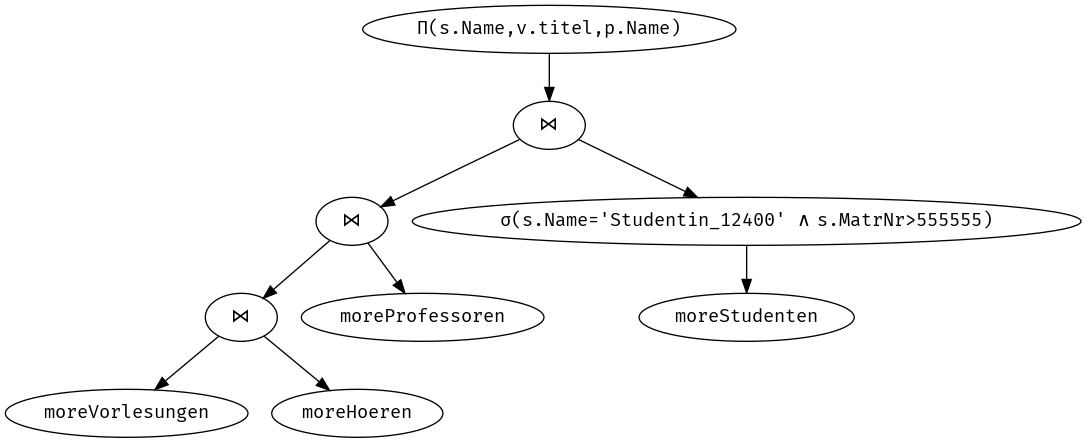 Π(s.Name,v.titel,p.Name)
⋈
⋈
σ(s.Name='Studentin_12400' ∧ s.MatrNr>555555)
⋈
moreProfessoren
moreStudenten
moreVorlesungen
moreHoeren